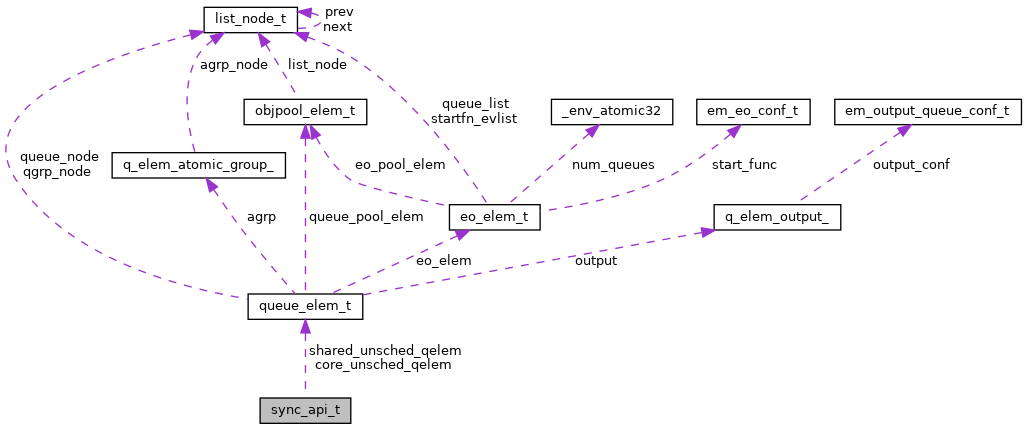 list_node_t
prev
next
agrp_node
list_node
objpool_elem_t
queue_list
startfn_evlist
_env_atomic32
em_eo_conf_t
em_output_queue_conf_t
queue_node
qgrp_node
q_elem_atomic_group_
eo_pool_elem
num_queues
start_func
output_conf
agrp
queue_pool_elem
eo_elem_t
q_elem_output_
eo_elem
output
queue_elem_t
shared_unsched_qelem
core_unsched_qelem
sync_api_t